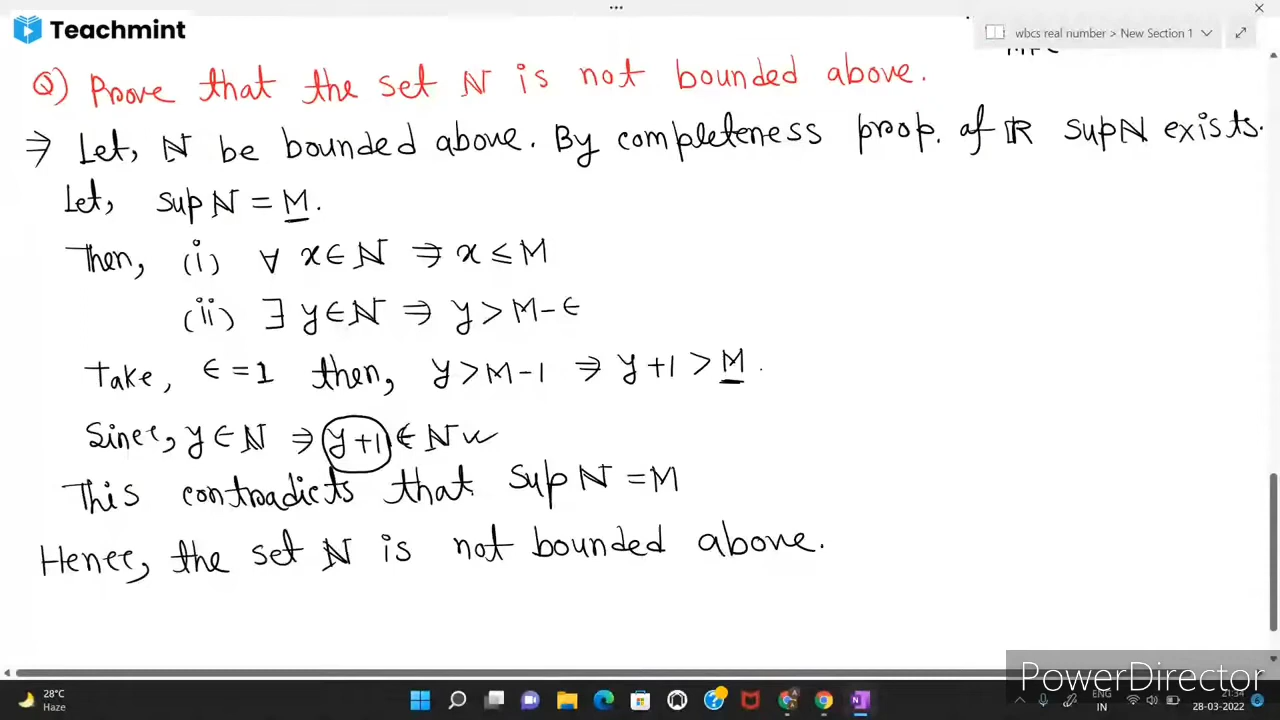 Teachmint
wbcs real number > New Section 1
Q) Prove that the set ℕ is not bounded above.
⇒ Let, ℕ be bounded above. By completeness prop. of ℝ sup ℕ exists.
Let, sup ℕ = M.
Then, (i) ∀ x ∈ ℕ ⇒ x ≤ M
(ii) ∃ y ∈ ℕ ⇒ y > M - ϵ
Take, ϵ = 1 then, y > M - 1 ⇒ y + 1 > M.
Since, y ∈ ℕ ⇒ y + 1 ∈ ℕ
This contradicts that sup ℕ = M
Hence, the set ℕ is not bounded above.
PowerDirector
28°C
Haze
ENG
IN
21:34
28-03-2022